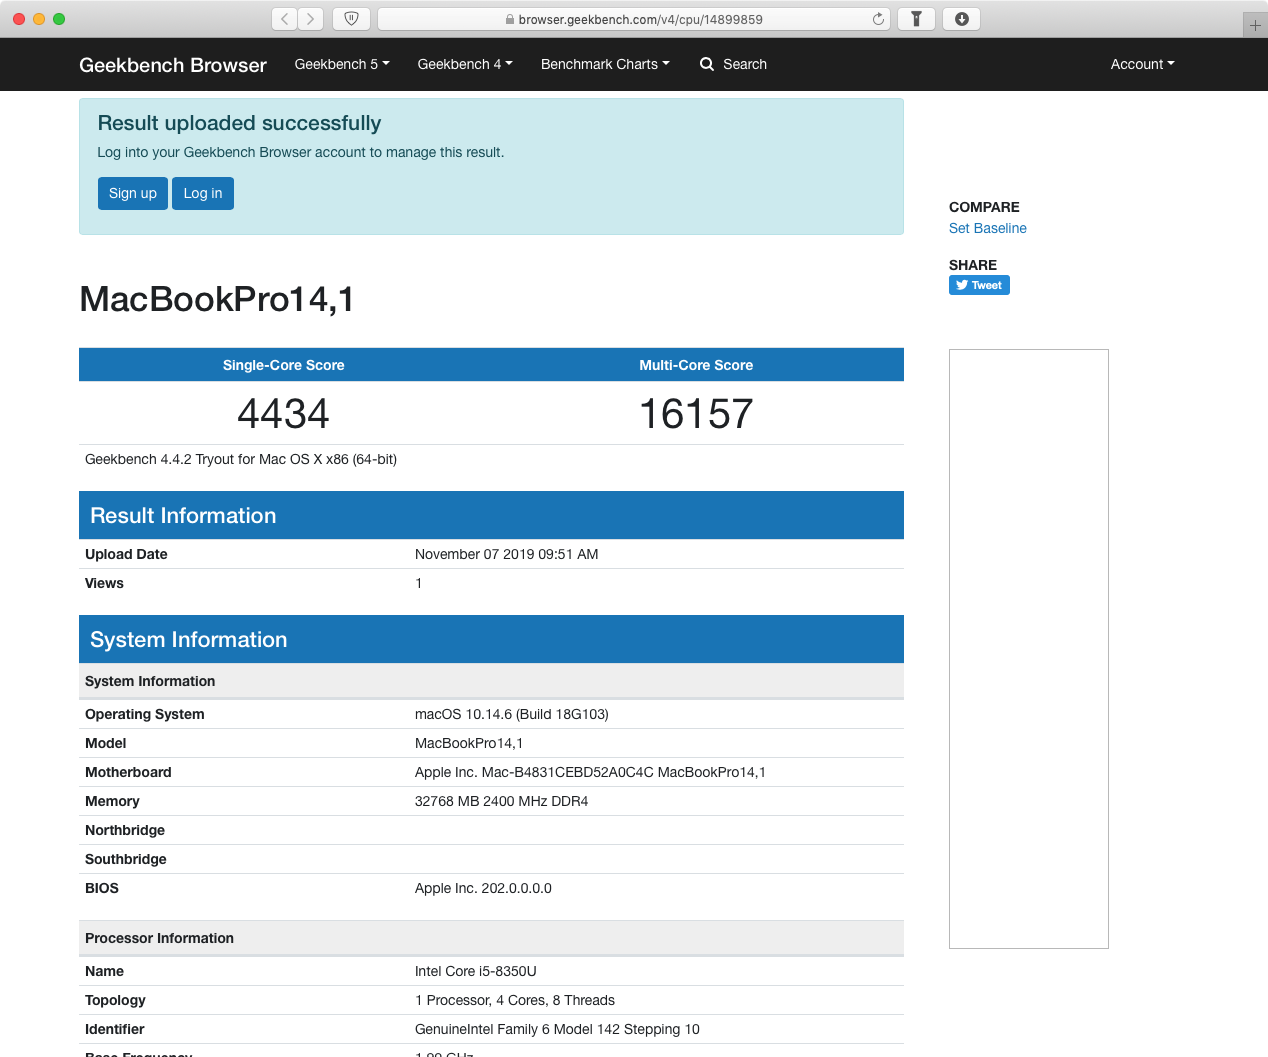 browser.geekbench.com/v4/cpu/14899859
Geekbench Browser Geekbench 5 Geekbench 4 Benchmark Charts Search Account
Result uploaded successfully
Log into your Geekbench Browser account to manage this result.
Sign up Log in
COMPARE
Set Baseline
SHARE
Tweet
MacBookPro14,1
Single-Core Score Multi-Core Score
4434 16157
Geekbench 4.4.2 Tryout for Mac OS X x86 (64-bit)
Result Information
Upload Date November 07 2019 09:51 AM
Views 1
System Information
System Information
Operating System macOS 10.14.6 (Build 18G103)
Model MacBookPro14,1
Motherboard Apple Inc. Mac-B4831CEBD52A0C4C MacBookPro14,1
Memory 32768 MB 2400 MHz DDR4
Northbridge
Southbridge
BIOS Apple Inc. 202.0.0.0.0
Processor Information
Name Intel Core i5-8350U
Topology 1 Processor, 4 Cores, 8 Threads
Identifier GenuineIntel Family 6 Model 142 Stepping 10
Base Frequency 1.90 GHz